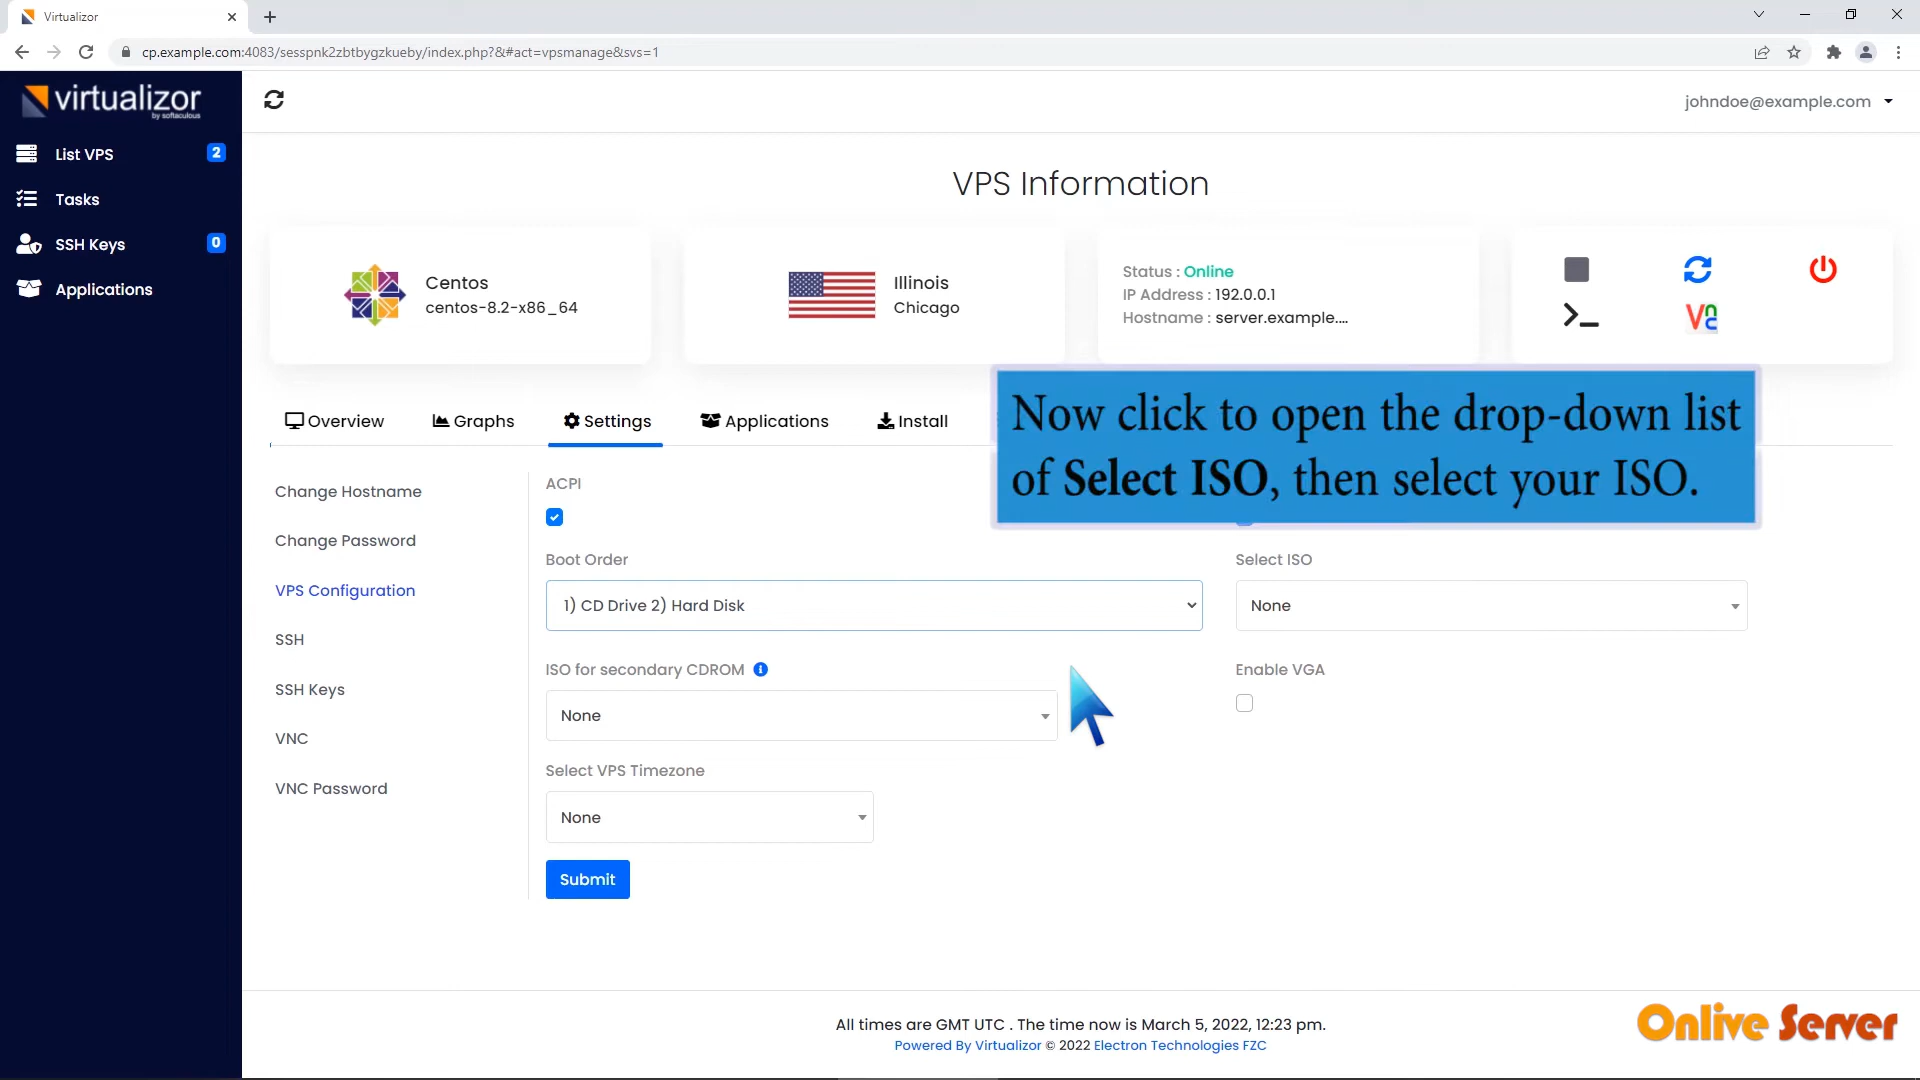 Virtualizor
cp.example.com:4083/sesspnk2zbtbygzkueby/index.php?&#act=vpsmanage&svs=1
virtualizor
by softaculous
johndoe@example.com
List VPS 2
Tasks
SSH Keys 0
Applications
VPS Information
Centos
centos-8.2-x86_64
Illinois
Chicago
Status : Online
IP Address : 192.0.0.1
Hostname : server.example....
VNC
Overview Graphs Settings Applications Install
Now click to open the drop-down list
of Select ISO, then select your ISO.
Change Hostname
Change Password
VPS Configuration
SSH
SSH Keys
VNC
VNC Password
ACPI
Boot Order
1) CD Drive 2) Hard Disk
Select ISO
None
ISO for secondary CDROM
None
Enable VGA
Select VPS Timezone
None
Submit
All times are GMT UTC . The time now is March 5, 2022, 12:23 pm.
Powered By Virtualizor © 2022 Electron Technologies FZC
Onlive Server